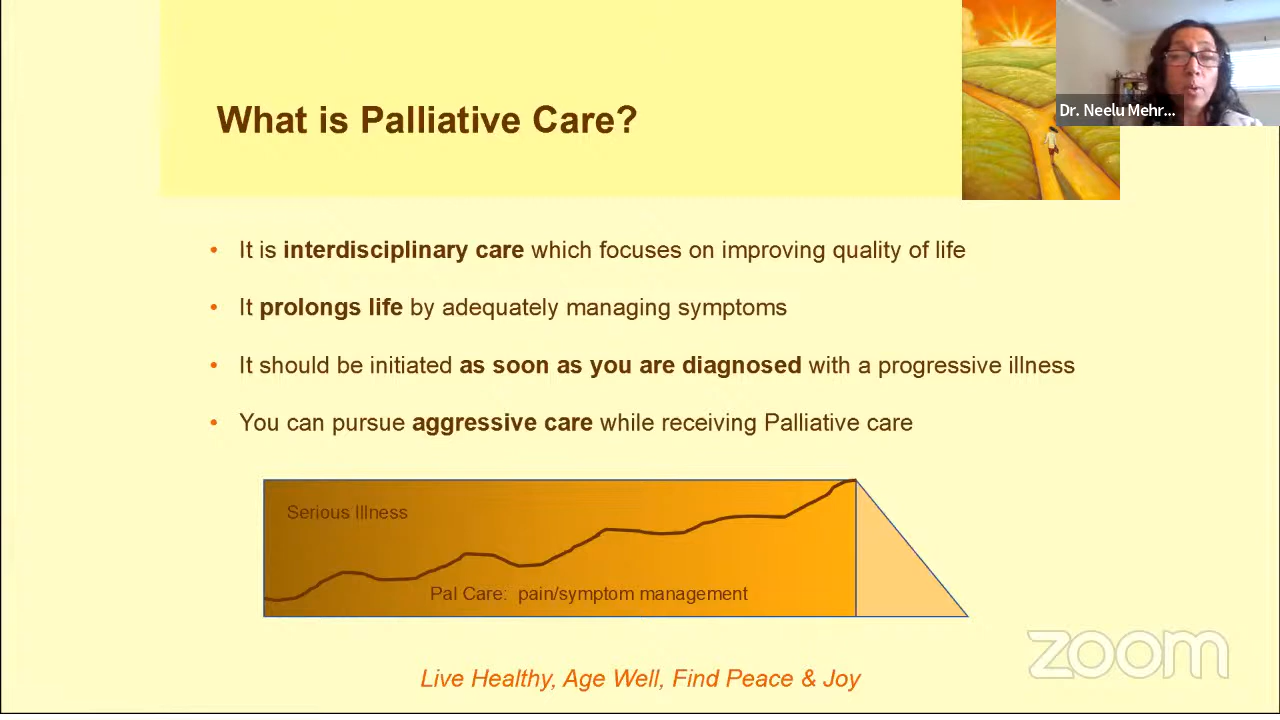 What is Palliative Care?
Dr. Neelu Mehr...
• It is interdisciplinary care which focuses on improving quality of life
• It prolongs life by adequately managing symptoms
• It should be initiated as soon as you are diagnosed with a progressive illness
• You can pursue aggressive care while receiving Palliative care
Serious Illness
Pal Care: pain/symptom management
zoom
Live Healthy, Age Well, Find Peace & Joy